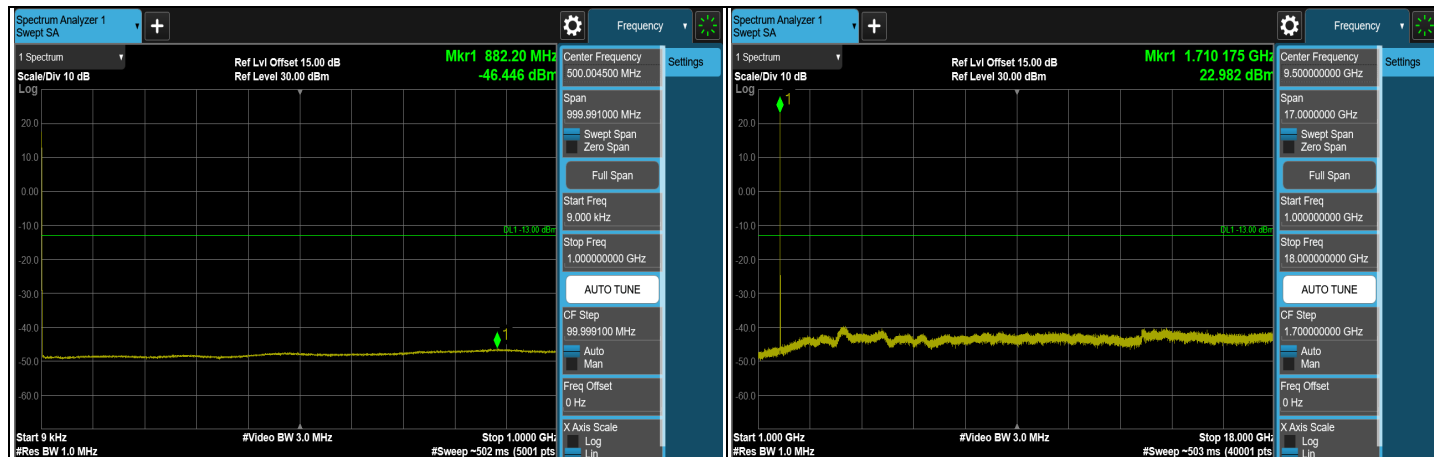 Spectrum Analyzer 1
Swept SA
+
Frequency
1 Spectrum
Scale/Div 10 dB
Log
Ref Lvl Offset 15.00 dB
Ref Level 30.00 dBm
Mkr1 882.20 MHz
-46.446 dBm
1
20.0
10.0
0.00
-10.0
-20.0
-30.0
-40.0
-50.0
-60.0
DL1 -13.00 dBm
1
Start 9 kHz
#Res BW 1.0 MHz
#Video BW 3.0 MHz
Stop 1.0000 GHz
#Sweep ~502 ms (5001 pts
Center Frequency
500.004500 MHz
Settings
Span
999.991000 MHz
Swept Span
Zero Span
Full Span
Start Freq
9.000 kHz
Stop Freq
1.000000000 GHz
AUTO TUNE
CF Step
99.999100 MHz
Auto
Man
Freq Offset
0 Hz
X Axis Scale
Log
Lin
Spectrum Analyzer 1
Swept SA
+
Frequency
1 Spectrum
Scale/Div 10 dB
Log
Ref Lvl Offset 15.00 dB
Ref Level 30.00 dBm
Mkr1 1.710 175 GHz
22.982 dBm
1
20.0
10.0
0.00
-10.0
-20.0
-30.0
-40.0
-50.0
-60.0
DL1 -13.00 dBm
Start 1.000 GHz
#Res BW 1.0 MHz
#Video BW 3.0 MHz
Stop 18.000 GHz
#Sweep ~503 ms (40001 pts
Center Frequency
9.500000000 GHz
Settings
Span
17.0000000 GHz
Swept Span
Zero Span
Full Span
Start Freq
1.000000000 GHz
Stop Freq
18.000000000 GHz
AUTO TUNE
CF Step
1.700000000 GHz
Auto
Man
Freq Offset
0 Hz
X Axis Scale
Log
Lin